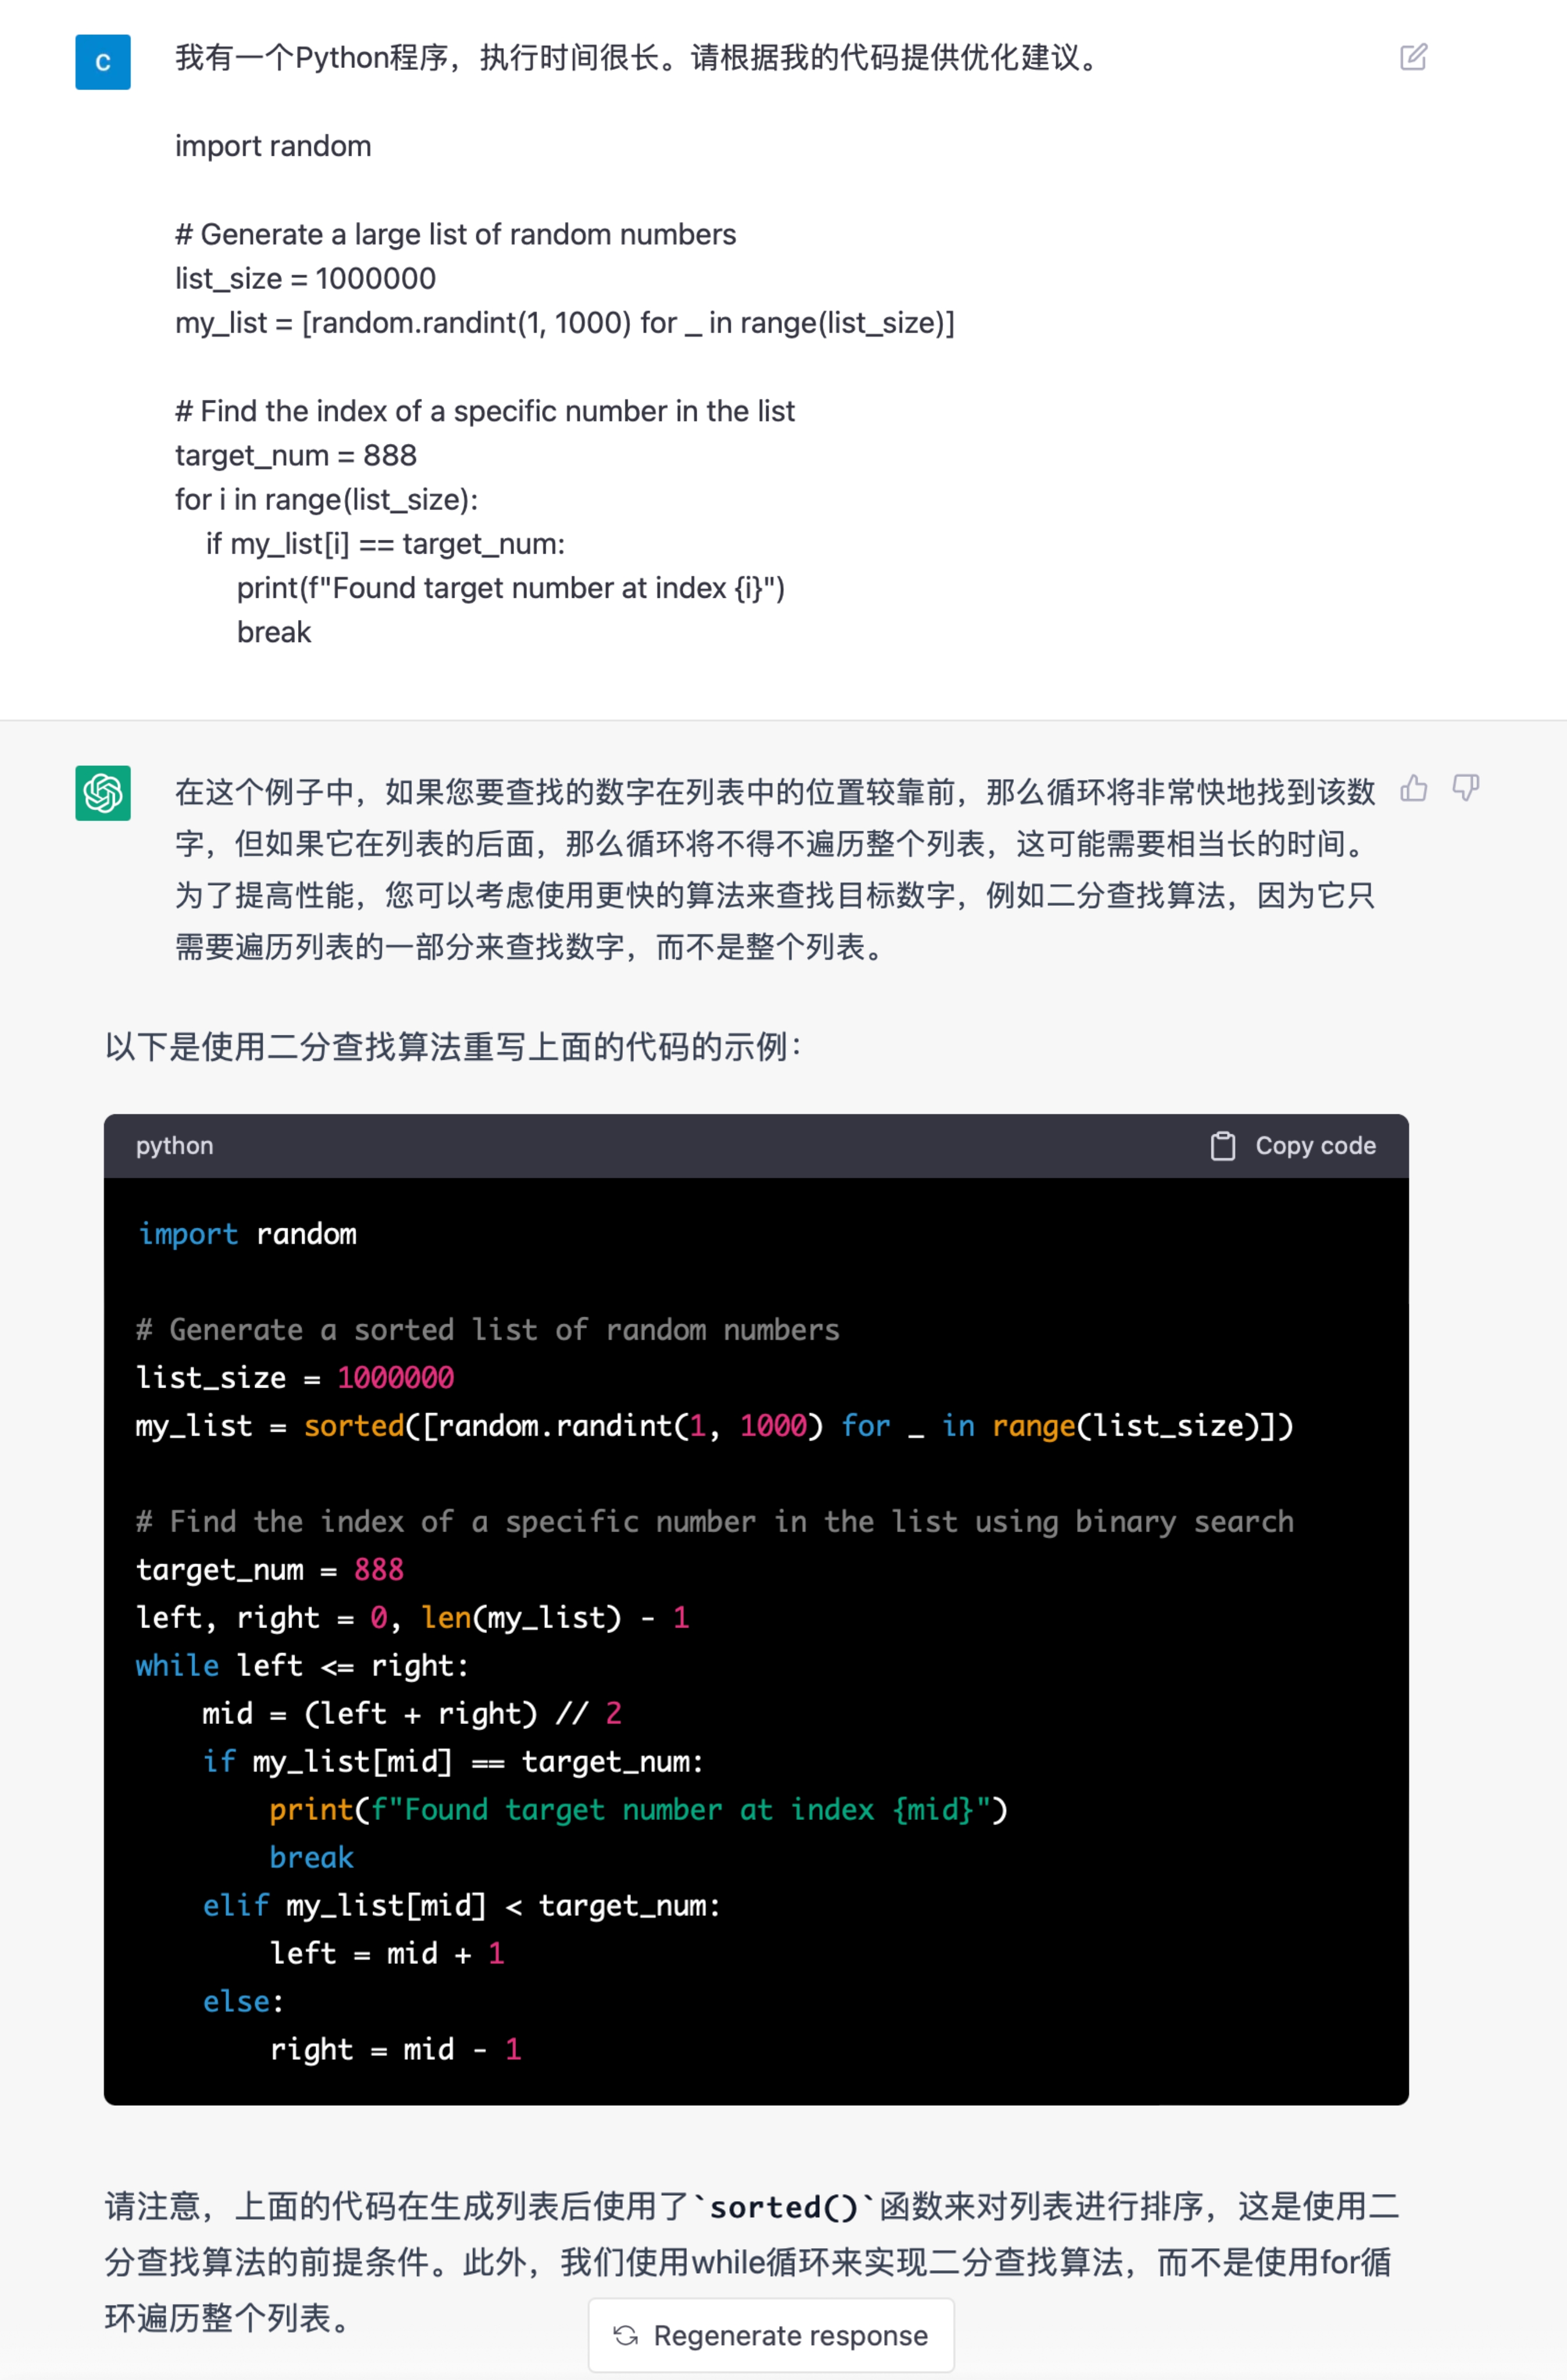 C
我有一个Python程序，执行时间很长。请根据我的代码提供优化建议。
import random
# Generate a large list of random numbers
list_size = 1000000
my_list = [random.randint(1, 1000) for _ in range(list_size)]
# Find the index of a specific number in the list
target_num = 888
for i in range(list_size):
    if my_list[i] == target_num:
        print(f"Found target number at index {i}")
        break
在这个例子中，如果您要查找的数字在列表中的位置较靠前，那么循环将非常快地找到该数
字，但如果它在列表的后面，那么循环将不得不遍历整个列表，这可能需要相当长的时间。
为了提高性能，您可以考虑使用更快的算法来查找目标数字，例如二分查找算法，因为它只
需要遍历列表的一部分来查找数字，而不是整个列表。
以下是使用二分查找算法重写上面的代码的示例：
python Copy code
import random
# Generate a sorted list of random numbers
list_size = 1000000
my_list = sorted([random.randint(1, 1000) for _ in range(list_size)])
# Find the index of a specific number in the list using binary search
target_num = 888
left, right = 0, len(my_list) - 1
while left <= right:
    mid = (left + right) // 2
    if my_list[mid] == target_num:
        print(f"Found target number at index {mid}")
        break
    elif my_list[mid] < target_num:
        left = mid + 1
    else:
        right = mid - 1
请注意，上面的代码在生成列表后使用了`sorted()`函数来对列表进行排序，这是使用二
分查找算法的前提条件。此外，我们使用while循环来实现二分查找算法，而不是使用for循
环遍历整个列表。
Regenerate response